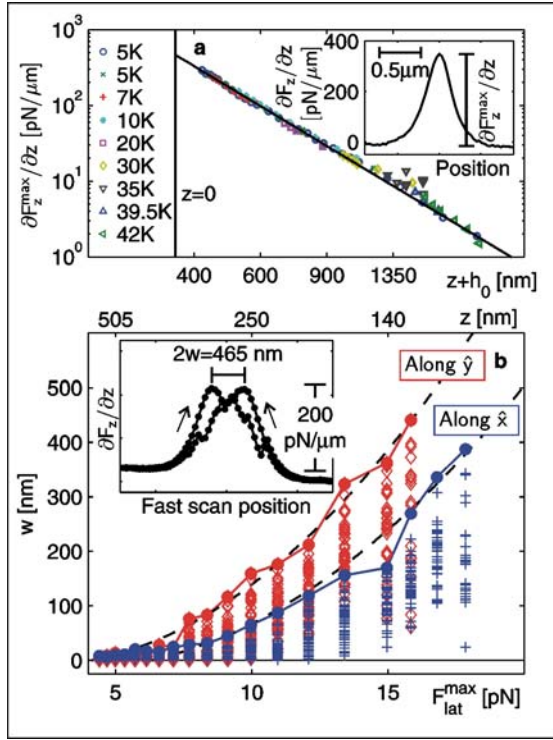 10³
10²
10¹
10⁰
∂F_z^max/∂z [pN/μm]
a
5K
5K
7K
10K
20K
30K
35K
39.5K
42K
z=0
400
200
0
∂F_z/∂z
[pN/μm]
0.5μm
∂F_z^max/∂z
Position
400 600 900 1350
z+h₀ [nm]
505 250 140 z [nm]
b
Along ŷ
Along x̂
2w=465 nm
∂F_z/∂z
200
pN/μm
Fast scan position
500
400
300
200
100
0
w [nm]
5 10 15 F_lat^max [pN]